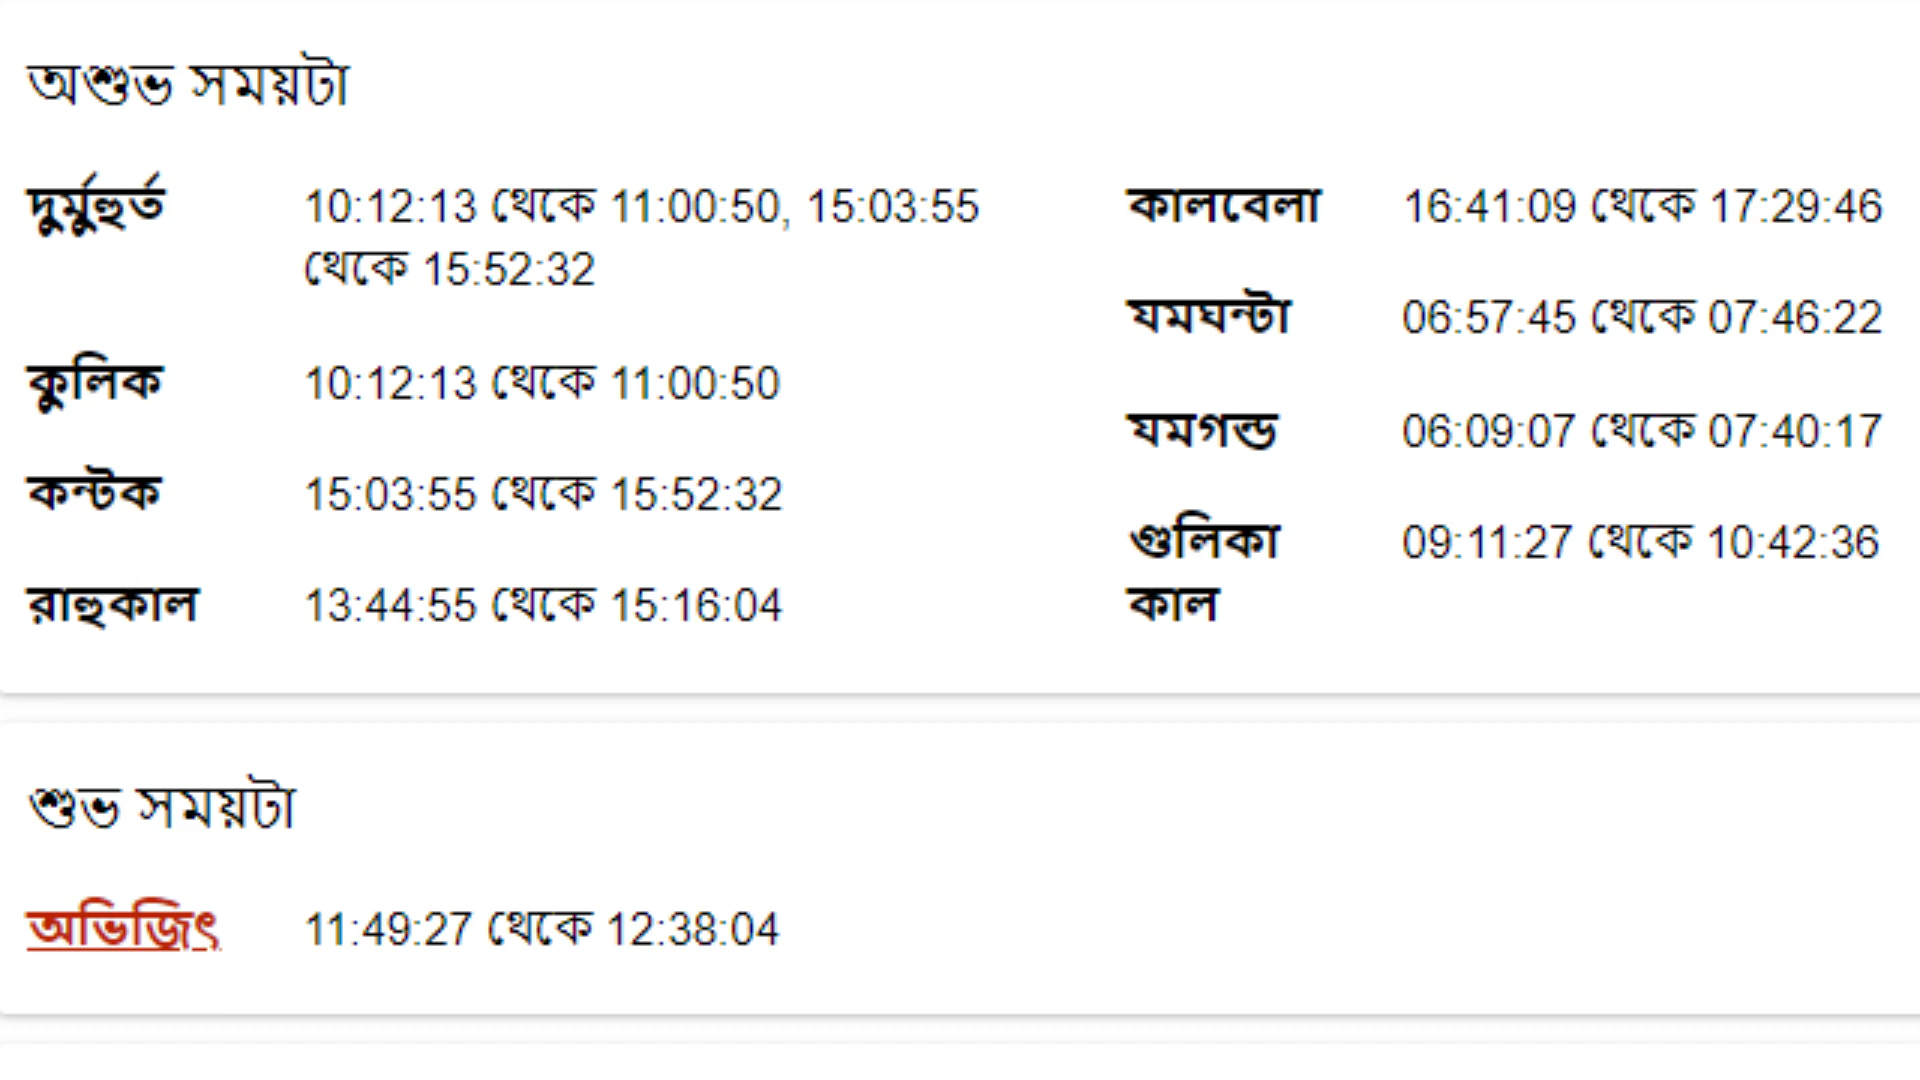 অশুভ সময়টা
দুর্মুহুর্ত 10:12:13 থেকে 11:00:50, 15:03:55
থেকে 15:52:32
কুলিক 10:12:13 থেকে 11:00:50
কন্টক 15:03:55 থেকে 15:52:32
রাহুকাল 13:44:55 থেকে 15:16:04
কালবেলা 16:41:09 থেকে 17:29:46
যমঘন্টা 06:57:45 থেকে 07:46:22
যমগন্ড 06:09:07 থেকে 07:40:17
গুলিকা 09:11:27 থেকে 10:42:36
কাল
শুভ সময়টা
অভিজিৎ 11:49:27 থেকে 12:38:04